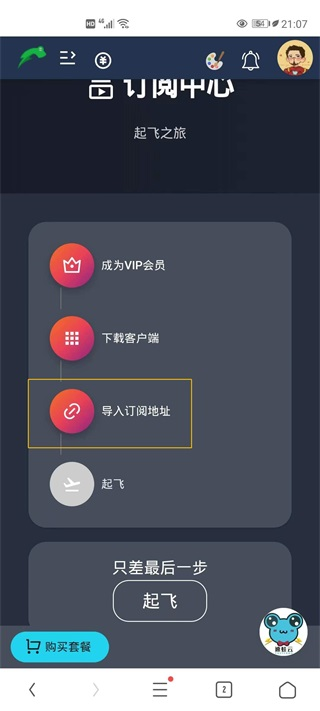 HD 4G 54 21:07
订阅中心
起飞之旅
成为VIP会员
下载客户端
导入订阅地址
起飞
只差最后一步
起飞
购买套餐
2